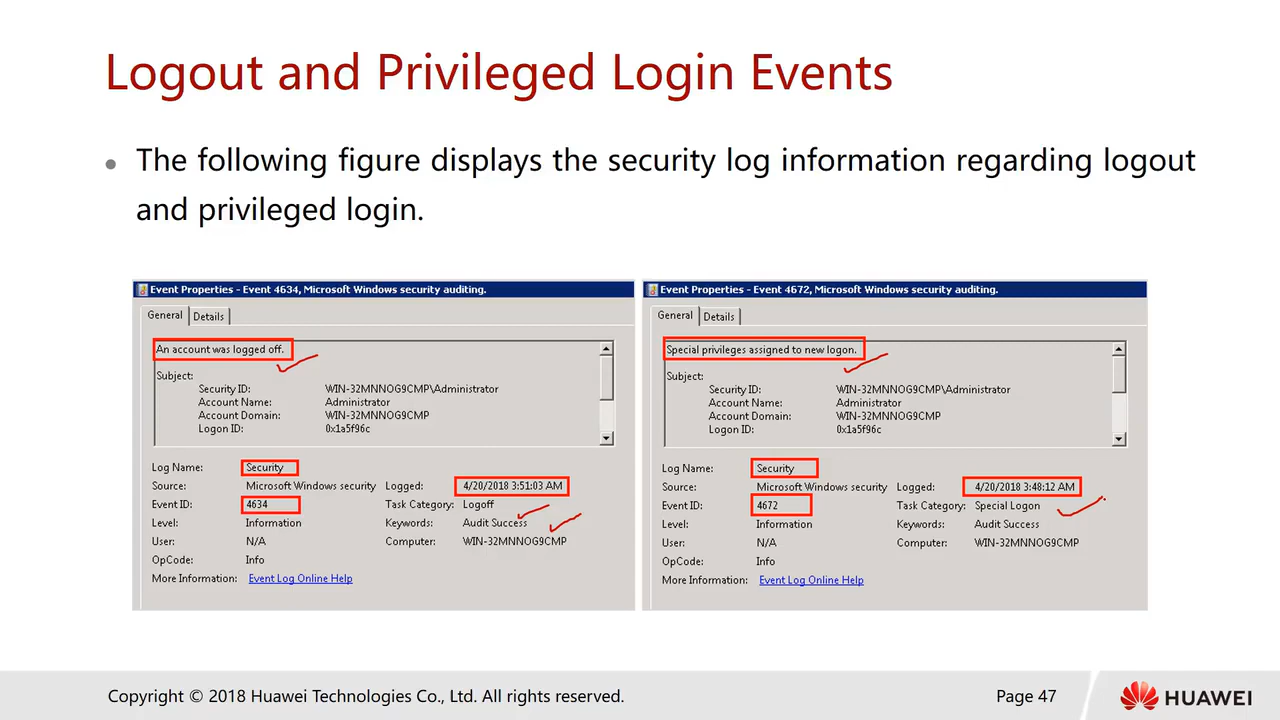 Logout and Privileged Login Events
The following figure displays the security log information regarding logout
and privileged login.
Event Properties - Event 4634, Microsoft Windows security auditing.
General Details
An account was logged off.
Subject:
Security ID: WIN-32MNNOG9CMP\Administrator
Account Name: Administrator
Account Domain: WIN-32MNNOG9CMP
Logon ID: 0x1a5f96c
Log Name: Security
Source: Microsoft Windows security Logged: 4/20/2018 3:51:03 AM
Event ID: 4634 Task Category: Logoff
Level: Information Keywords: Audit Success
User: N/A Computer: WIN-32MNNOG9CMP
OpCode: Info
More Information: Event Log Online Help
Event Properties - Event 4672, Microsoft Windows security auditing.
General Details
Special privileges assigned to new logon.
Subject:
Security ID: WIN-32MNNOG9CMP\Administrator
Account Name: Administrator
Account Domain: WIN-32MNNOG9CMP
Logon ID: 0x1a5f96c
Log Name: Security
Source: Microsoft Windows security Logged: 4/20/2018 3:48:12 AM
Event ID: 4672 Task Category: Special Logon
Level: Information Keywords: Audit Success
User: N/A Computer: WIN-32MNNOG9CMP
OpCode: Info
More Information: Event Log Online Help
Copyright © 2018 Huawei Technologies Co., Ltd. All rights reserved.
Page 47
HUAWEI